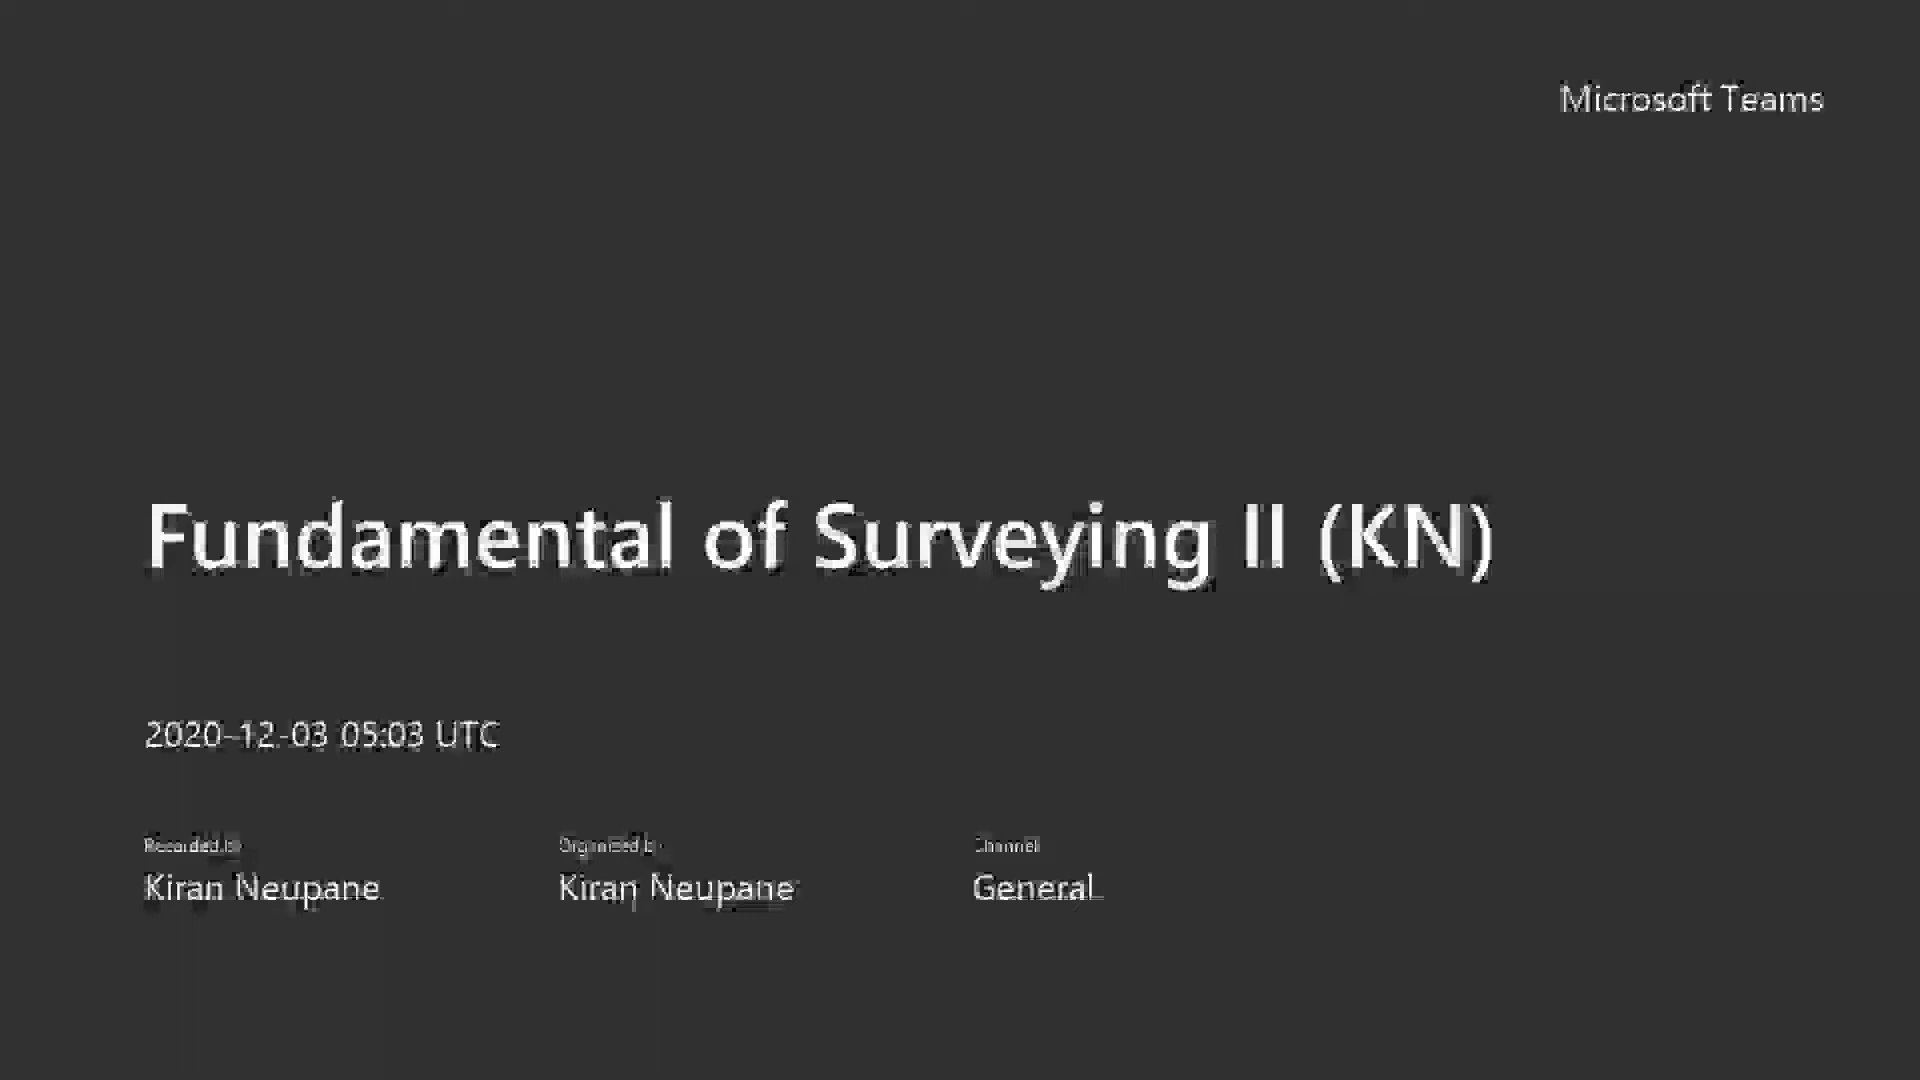 Microsoft Teams
Fundamental of Surveying II (KN)
2020-12-03 05:03 UTC
Recorded by Organized by Channel
Kiran Neupane Kiran Neupane General